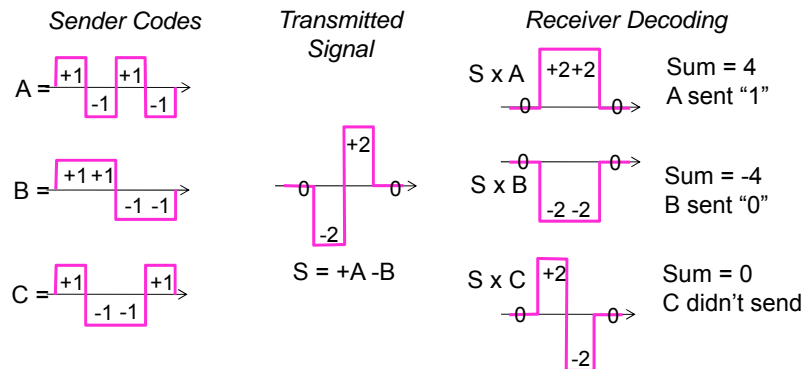 Sender Codes
A =
+1
-1
+1
-1
B =
+1 +1
-1 -1
C =
+1
-1 -1
+1
Transmitted
Signal
0
-2
+2
0
S = +A -B
Receiver Decoding
S x A
0
+2+2
0
Sum = 4
A sent “1”
S x B
0
-2 -2
0
Sum = -4
B sent “0”
S x C
0
+2
-2
0
Sum = 0
C didn’t send